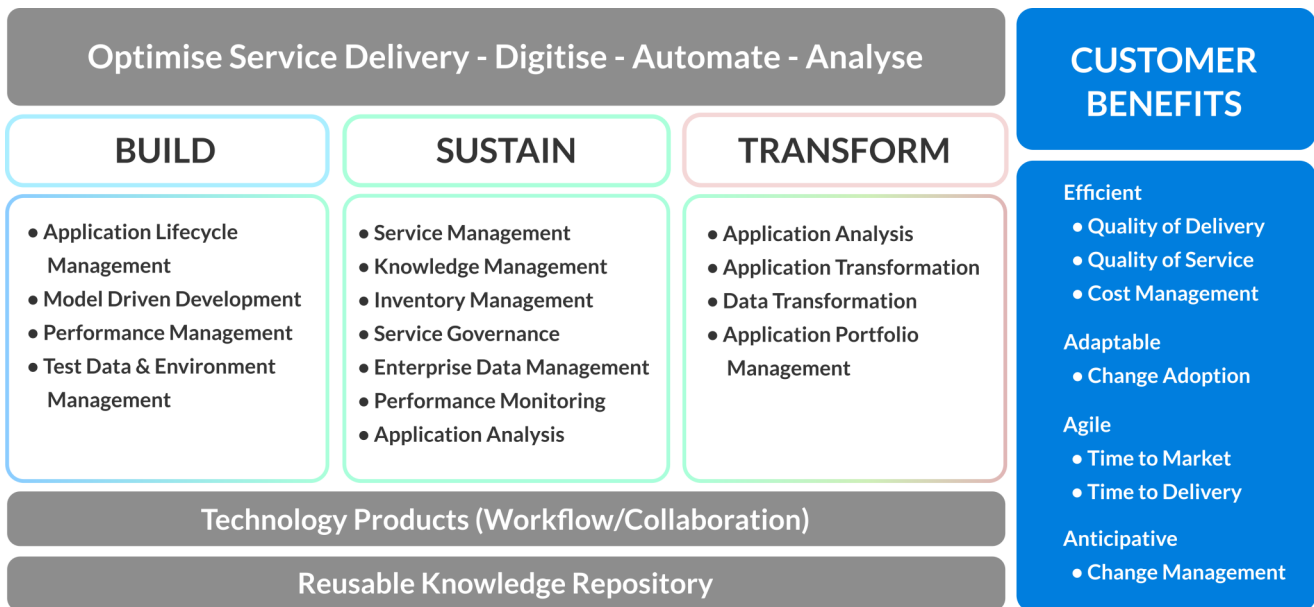 Optimise Service Delivery - Digitise - Automate - Analyse
BUILD
● Application Lifecycle
Management
● Model Driven Development
● Performance Management
● Test Data & Environment
Management
SUSTAIN
● Service Management
● Knowledge Management
● Inventory Management
● Service Governance
● Enterprise Data Management
● Performance Monitoring
● Application Analysis
TRANSFORM
● Application Analysis
● Application Transformation
● Data Transformation
● Application Portfolio
Management
Technology Products (Workflow/Collaboration)
Reusable Knowledge Repository
CUSTOMER
BENEFITS
Efficient
● Quality of Delivery
● Quality of Service
● Cost Management
Adaptable
● Change Adoption
Agile
● Time to Market
● Time to Delivery
Anticipative
● Change Management